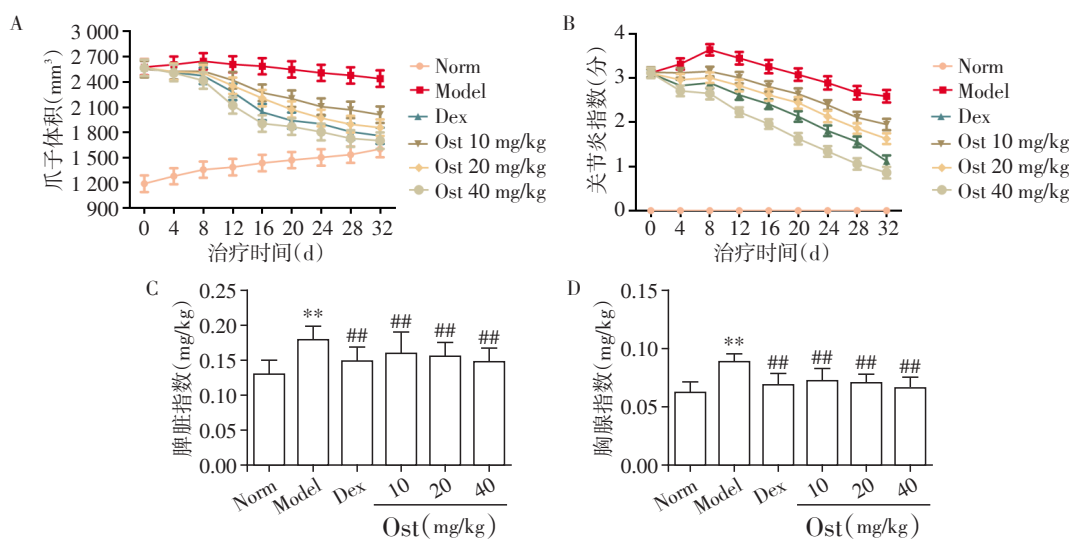 A
爪子体积(mm³)
3 000
2 700
2 400
2 100
1 800
1 500
1 200
900
0 4 8 12 16 20 24 28 32
治疗时间(d)
Norm
Model
Dex
Ost 10 mg/kg
Ost 20 mg/kg
Ost 40 mg/kg
B
关节炎指数(分)
4
3
2
1
0
0 4 8 12 16 20 24 28 32
治疗时间(d)
Norm
Model
Dex
Ost 10 mg/kg
Ost 20 mg/kg
Ost 40 mg/kg
C
脾脏指数(mg/kg)
0.25
0.20
0.15
0.10
0.05
0.00
** ## ## ## ##
Norm Model Dex 10 20 40
Ost(mg/kg)
D
胸腺指数(mg/kg)
0.15
0.10
0.05
0.00
** ## ## ## ##
Norm Model Dex 10 20 40
Ost(mg/kg)